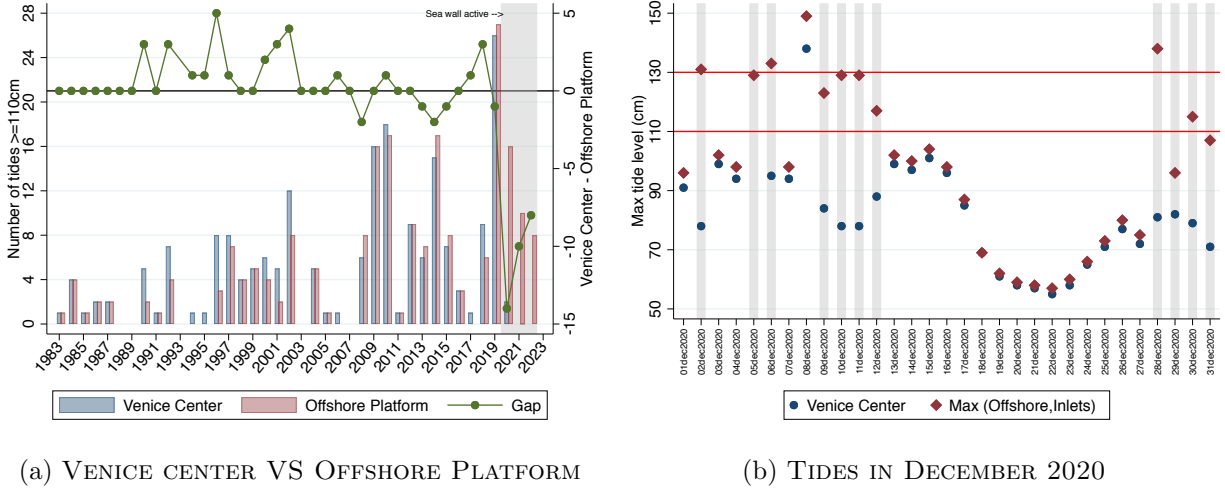 28
24
20
16
12
8
4
0
Number of tides >=110cm
Sea wall active -->
5
0
-5
-10
-15
Venice Center - Offshore Platform
1983
1985
1987
1989
1991
1993
1995
1997
1999
2001
2003
2005
2007
2009
2011
2013
2015
2017
2019
2021
2023
Venice Center Offshore Platform Gap
(a) Venice center VS Offshore Platform
150
130
110
90
70
50
Max tide level (cm)
01dec2020
02dec2020
03dec2020
04dec2020
05dec2020
06dec2020
07dec2020
08dec2020
09dec2020
10dec2020
11dec2020
12dec2020
13dec2020
14dec2020
15dec2020
16dec2020
17dec2020
18dec2020
19dec2020
20dec2020
21dec2020
22dec2020
23dec2020
24dec2020
25dec2020
26dec2020
27dec2020
28dec2020
29dec2020
30dec2020
31dec2020
Venice Center Max (Offshore,Inlets)
(b) Tides in December 2020